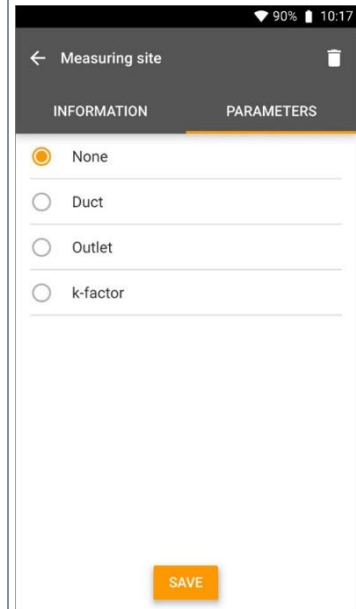 90% 10:17
Measuring site
INFORMATION PARAMETERS
None
Duct
Outlet
k-factor
SAVE